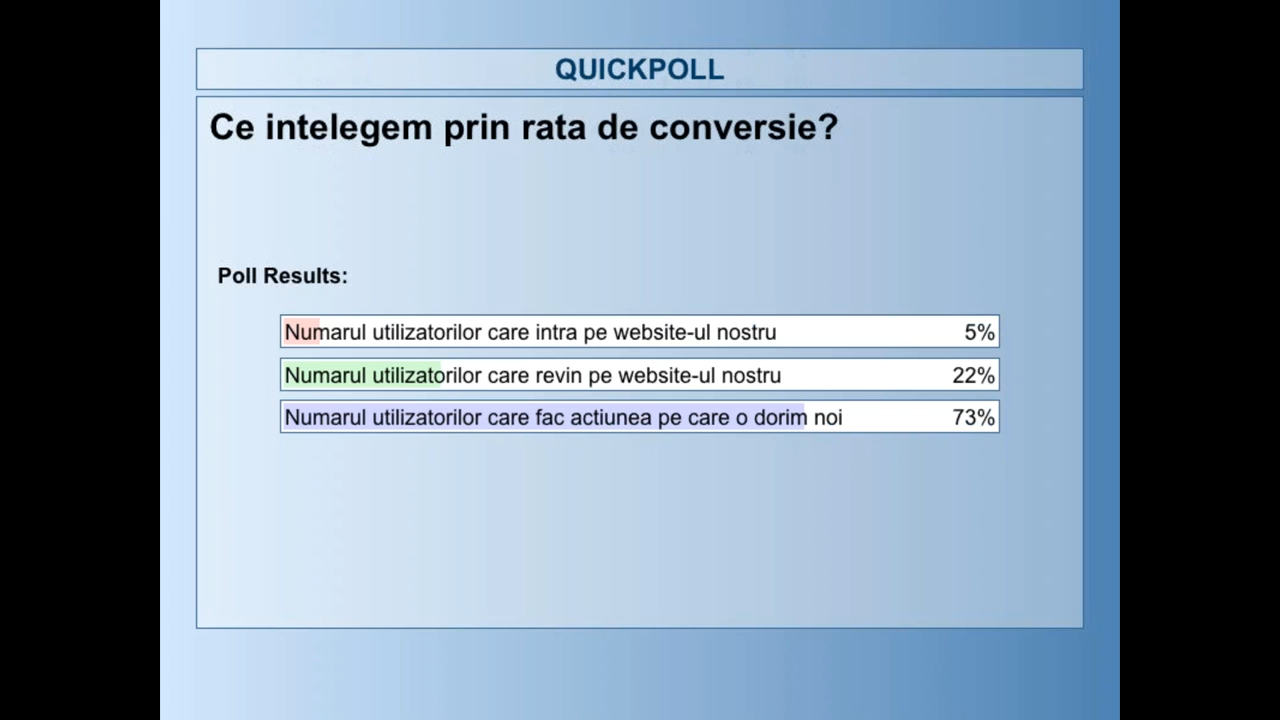 QUICKPOLL
Ce intelegem prin rata de conversie?
Poll Results:
Numarul utilizatorilor care intra pe website-ul nostru 5%
Numarul utilizatorilor care revin pe website-ul nostru 22%
Numarul utilizatorilor care fac actiunea pe care o dorim noi 73%